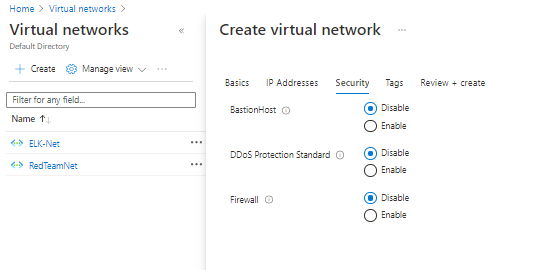 Home > Virtual networks >
Virtual networks
«
Default Directory
+ Create
Manage view
...
Filter for any field...
Name ↑↓
ELK-Net
...
RedTeamNet
...
Create virtual network
...
Basics
IP Addresses
Security
Tags
Review + create
BastionHost
Disable
Enable
DDoS Protection Standard
Disable
Enable
Firewall
Disable
Enable